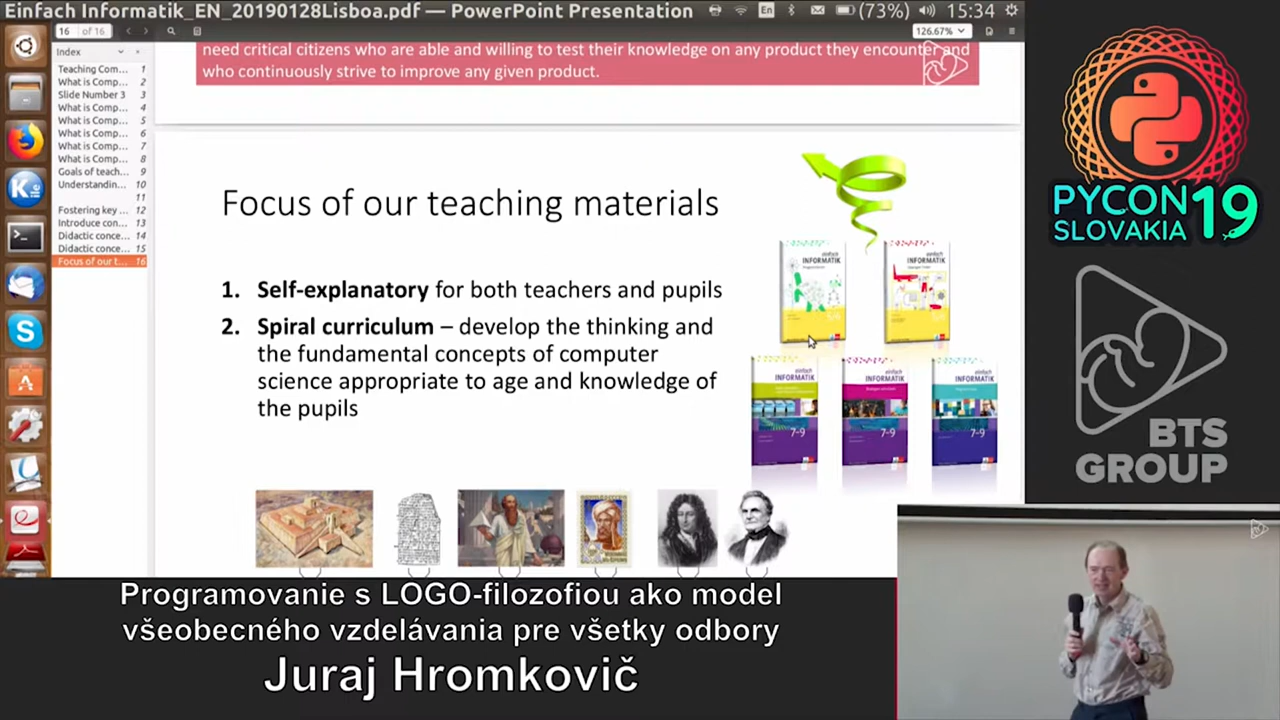 Einfach Informatik_EN_20190128Lisboa.pdf — PowerPoint Presentation
En
(73%)
15:34
16
of 16
126.67%
Index
Teaching Com... 1
What is Comp... 2
Slide Number 3 3
What is Comp... 4
What is Comp... 5
What is Comp... 6
What is Comp... 7
What is Comp... 8
Goals of teach... 9
Understandin... 10
11
Fostering key ... 12
Introduce con... 13
Didactic conce... 14
Didactic conce... 15
Focus of our t... 16
need critical citizens who are able and willing to test their knowledge on any product they encounter and
who continuously strive to improve any given product.
Focus of our teaching materials
1. Self-explanatory for both teachers and pupils
2. Spiral curriculum – develop the thinking and
the fundamental concepts of computer
science appropriate to age and knowledge of
the pupils
einfach
INFORMATIK
einfach
INFORMATIK
einfach
INFORMATIK
7-9
einfach
INFORMATIK
7-9
einfach
INFORMATIK
7-9
PYCON 19
SLOVAKIA
BTS
GROUP
Programovanie s LOGO-filozofiou ako model
všeobecného vzdelávania pre všetky odbory
Juraj Hromkovič